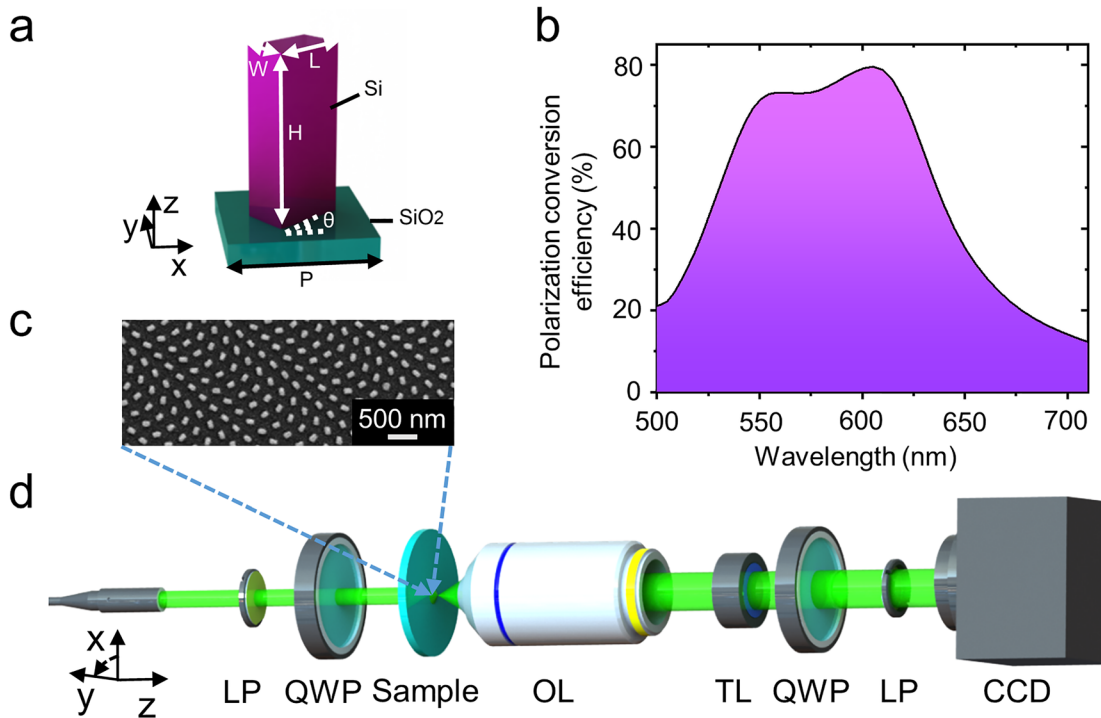 a
W
L
Si
H
θ
SiO2
z
y
x
P
b
80
60
40
20
0
Polarization conversion
efficiency (%)
500
550
600
650
700
Wavelength (nm)
c
500 nm
d
x
y
z
LP
QWP
Sample
OL
TL
QWP
LP
CCD